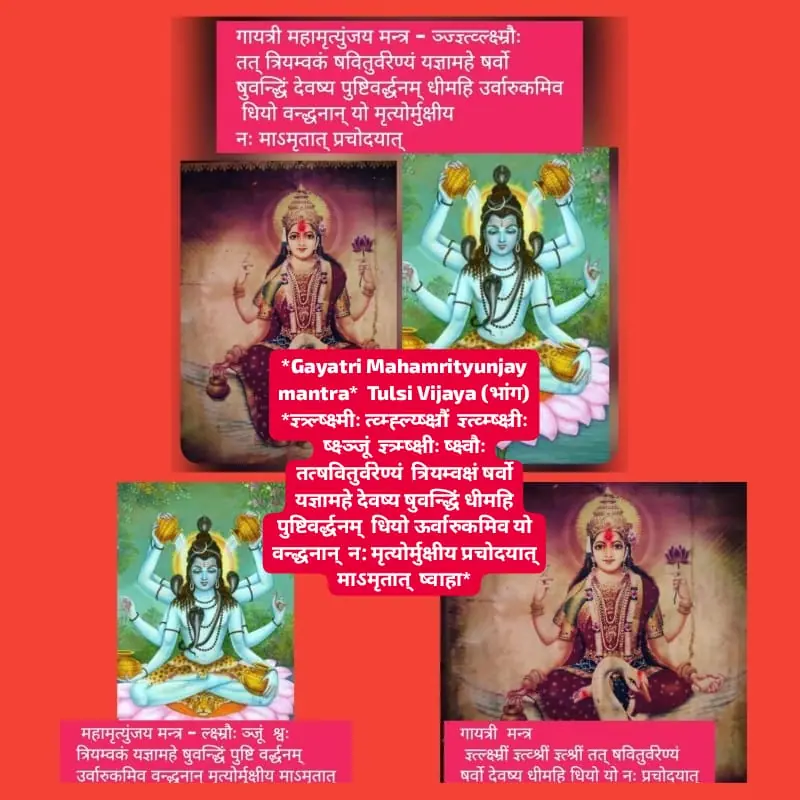 गायत्री महामृत्युंजय मन्त्र - ञ्ज्ज्ञ्त्व्ल्क्ष्म्रौः
तत् त्रियम्वकं षवितुर्वरेण्यं यज्ञामहे षर्वो
षुवन्द्धिं देवष्य पुष्टिवर्द्धनम् धीमहि उर्वारुकमिव
धियो वन्द्धनान् यो मृत्योर्मुक्षीय
नः माऽमृतात् प्रचोदयात्
*Gayatri Mahamrityunjay
mantra* Tulsi Vijaya (भांग)
तत्षवितुर्वरेण्यं त्रियम्वक्षं षर्वो
यज्ञामहे देवष्य षुवन्द्धिं धीमहि
पुष्टिवर्द्धनम् धियो ऊर्वारुकमिव यो
वन्द्धनान् न: मृत्योर्मुक्षीय प्रचोदयात्
माऽमृतात् ष्वाहा*
महामृत्युंजय मन्त्र - ल्क्ष्म्रौः ञ्जूं श्वः
त्रियम्वकं यज्ञामहे षुवन्द्धिं पुष्टि वर्द्धनम्
उर्वारुकमिव वन्द्धनान् मृत्योर्मुक्षीय माऽमृतात्
गायत्री मन्त्र
तत् षवितुर्वरेण्यं
षर्वो देवष्य धीमहि धियो यो नः प्रचोदयात्